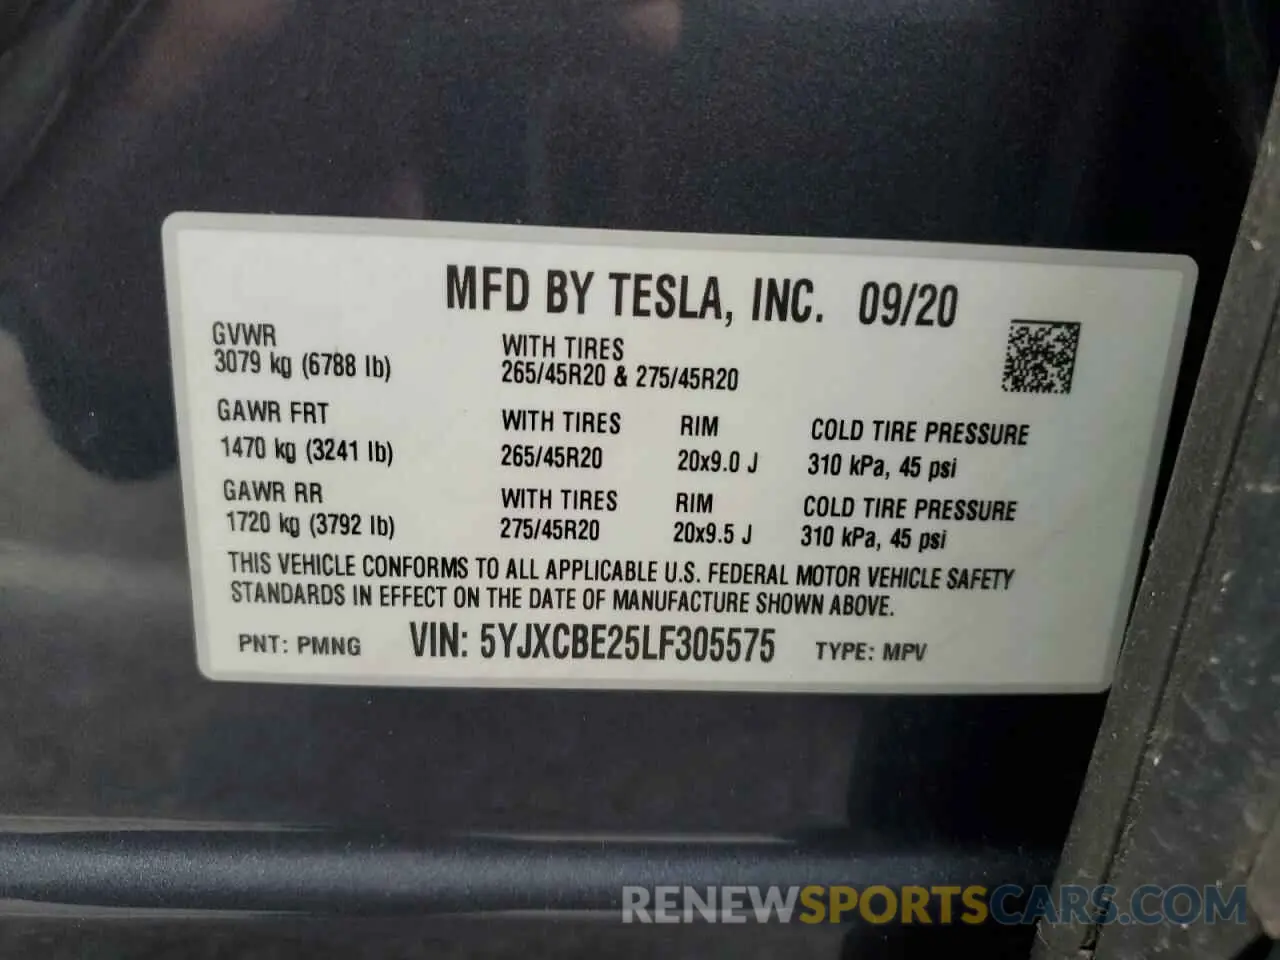 MFD BY TESLA, INC. 09/20
GVWR
3079 kg (6788 lb)
WITH TIRES
265/45R20 & 275/45R20
GAWR FRT WITH TIRES RIM COLD TIRE PRESSURE
1470 kg (3241 lb) 265/45R20 20x9.0 J 310 kPa, 45 psi
GAWR RR WITH TIRES RIM COLD TIRE PRESSURE
1720 kg (3792 lb) 275/45R20 20x9.5 J 310 kPa, 45 psi
THIS VEHICLE CONFORMS TO ALL APPLICABLE U.S. FEDERAL MOTOR VEHICLE SAFETY
STANDARDS IN EFFECT ON THE DATE OF MANUFACTURE SHOWN ABOVE.
PNT: PMNG VIN: 5YJXCBE25LF305575 TYPE: MPV
RENEWSPORTSCARS.COM